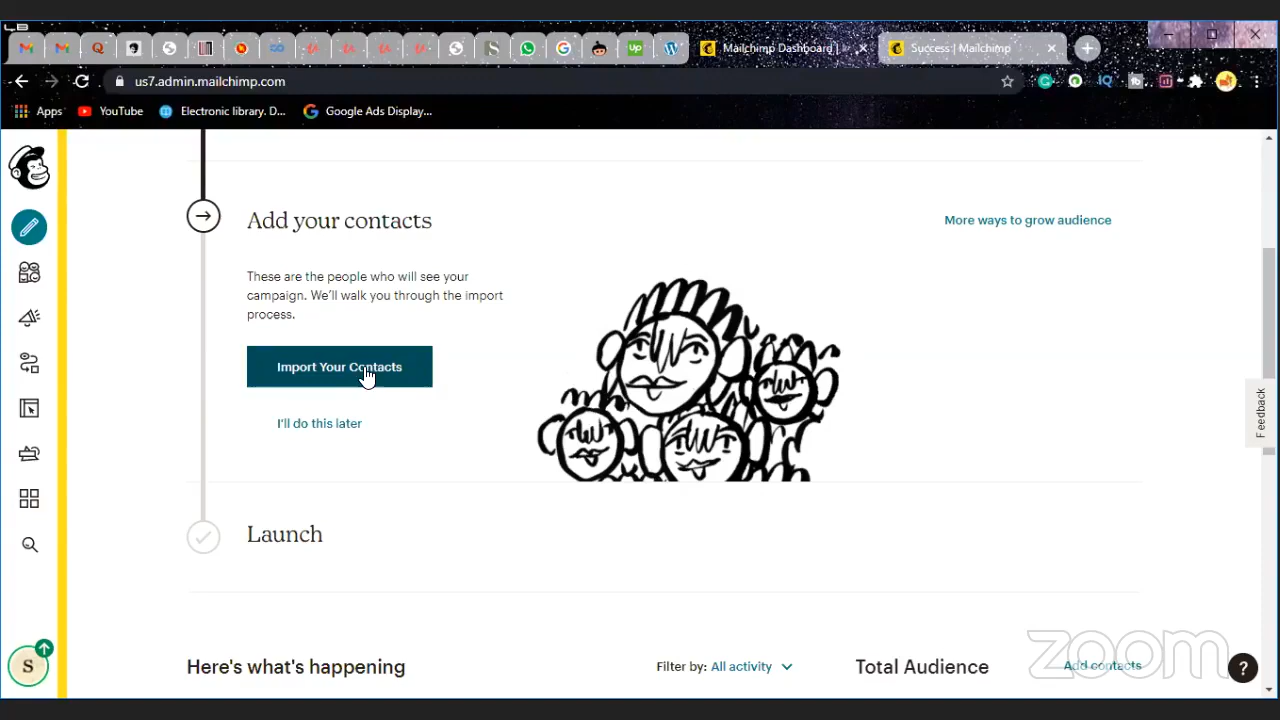 Mailchimp Dashboard |
Success | Mailchimp
us7.admin.mailchimp.com
Apps
YouTube
Electronic library. D...
Google Ads Display...
Add your contacts
More ways to grow audience
These are the people who will see your
campaign. We'll walk you through the import
process.
Import Your Contacts
I'll do this later
Feedback
Launch
Here's what's happening
Filter by: All activity
Total Audience
Add contacts
S
zoom
?